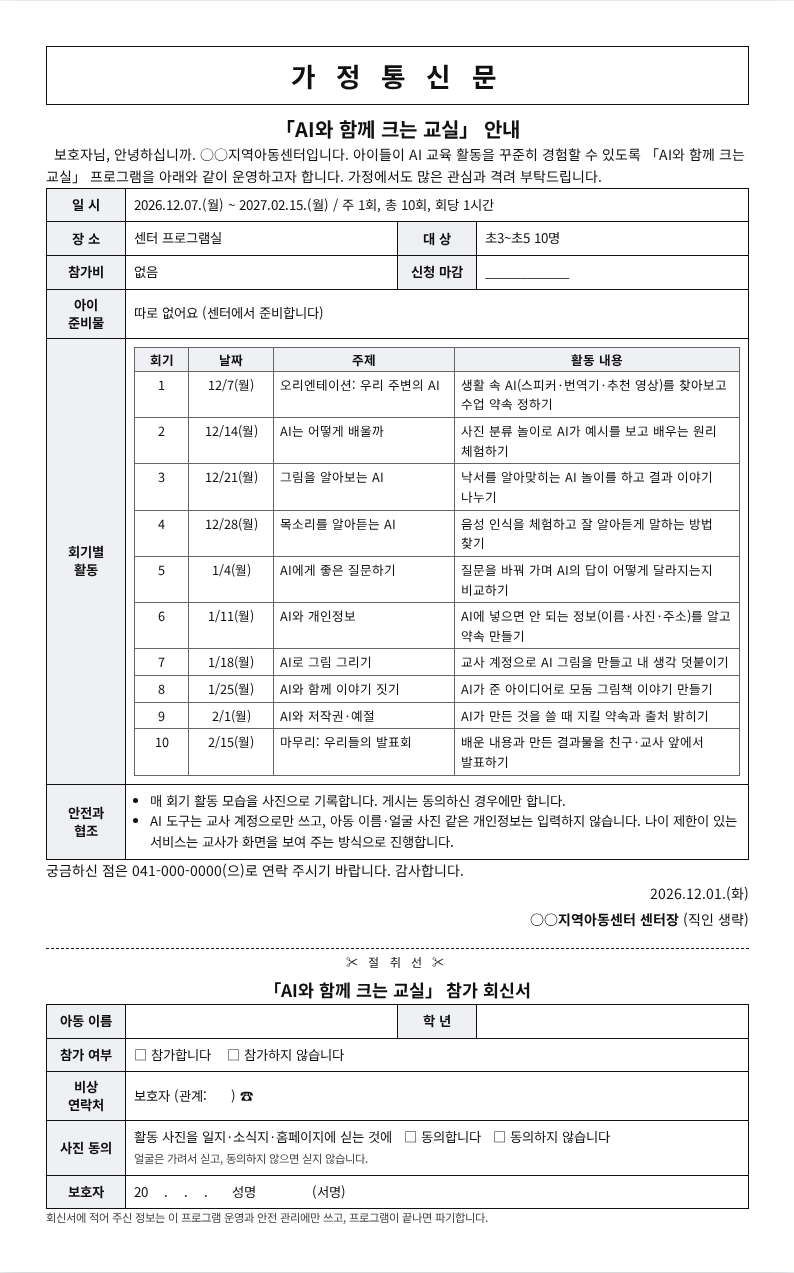 가 정 통 신 문
「AI와 함께 크는 교실」 안내
보호자님, 안녕하십니까. ○○지역아동센터입니다. 아이들이 AI 교육 활동을 꾸준히 경험할 수 있도록 「AI와 함께 크는
교실」 프로그램을 아래와 같이 운영하고자 합니다. 가정에서도 많은 관심과 격려 부탁드립니다.
일 시 2026.12.07.(월) ~ 2027.02.15.(월) / 주 1회, 총 10회, 회당 1시간
장 소 센터 프로그램실 대 상 초3~초5 10명
참가비 없음 신청 마감 ____________
아이
준비물
따로 없어요 (센터에서 준비합니다)
회기별
활동
회기 날짜 주제 활동 내용
1 12/7(월) 오리엔테이션: 우리 주변의 AI 생활 속 AI(스피커·번역기·추천 영상)를 찾아보고
수업 약속 정하기
2 12/14(월) AI는 어떻게 배울까 사진 분류 놀이로 AI가 예시를 보고 배우는 원리
체험하기
3 12/21(월) 그림을 알아보는 AI 낙서를 알아맞히는 AI 놀이를 하고 결과 이야기
나누기
4 12/28(월) 목소리를 알아듣는 AI 음성 인식을 체험하고 잘 알아듣게 말하는 방법
찾기
5 1/4(월) AI에게 좋은 질문하기 질문을 바꿔 가며 AI의 답이 어떻게 달라지는지
비교하기
6 1/11(월) AI와 개인정보 AI에 넣으면 안 되는 정보(이름·사진·주소)를 알고
약속 만들기
7 1/18(월) AI로 그림 그리기 교사 계정으로 AI 그림을 만들고 내 생각 덧붙이기
8 1/25(월) AI와 함께 이야기 짓기 AI가 준 아이디어로 모둠 그림책 이야기 만들기
9 2/1(월) AI와 저작권·예절 AI가 만든 것을 쓸 때 지킬 약속과 출처 밝히기
10 2/15(월) 마무리: 우리들의 발표회 배운 내용과 만든 결과물을 친구·교사 앞에서
발표하기
안전과
협조
• 매 회기 활동 모습을 사진으로 기록합니다. 게시는 동의하신 경우에만 합니다.
• AI 도구는 교사 계정으로만 쓰고, 아동 이름·얼굴 사진 같은 개인정보는 입력하지 않습니다. 나이 제한이 있는
서비스는 교사가 화면을 보여 주는 방식으로 진행합니다.
궁금하신 점은 041-000-0000(으)로 연락 주시기 바랍니다. 감사합니다.
2026.12.01.(화)
○○지역아동센터 센터장 (직인 생략)
✂ 절 취 선 ✂
「AI와 함께 크는 교실」 참가 회신서
아동 이름 학 년
참가 여부 □ 참가합니다 □ 참가하지 않습니다
비상
연락처
보호자 (관계: ) ☎
사진 동의 활동 사진을 일지·소식지·홈페이지에 싣는 것에 □ 동의합니다 □ 동의하지 않습니다
얼굴은 가려서 싣고, 동의하지 않으면 싣지 않습니다.
보호자 20 . . . 성명 (서명)
회신서에 적어 주신 정보는 이 프로그램 운영과 안전 관리에만 쓰고, 프로그램이 끝나면 파기합니다.